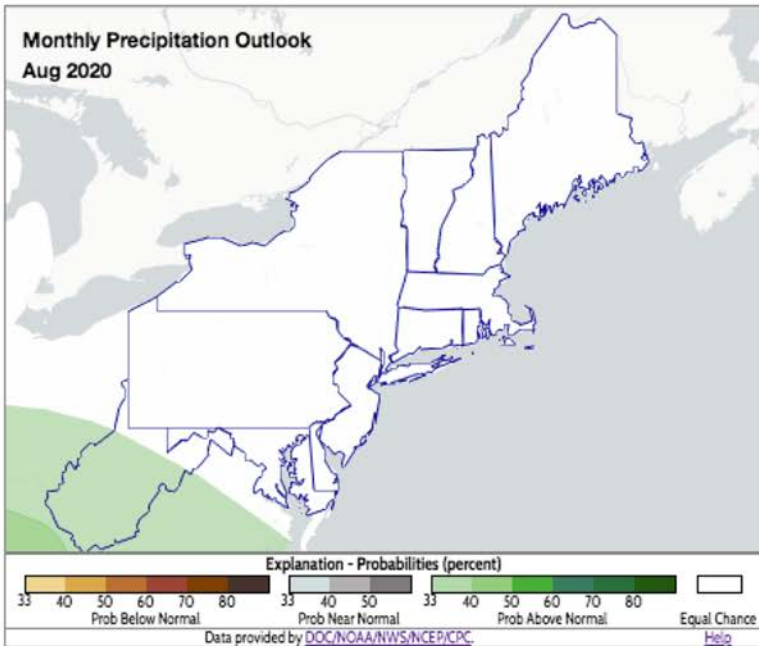 Monthly Precipitation Outlook
Aug 2020
Explanation - Probabilities (percent)
33 40 50 60 70 80 33 40 50 33 40 50 60 70 80
Prob Below Normal Prob Near Normal Prob Above Normal Equal Chance
Data provided by DOC/NOAA/NWS/NCEP/CPC. Help